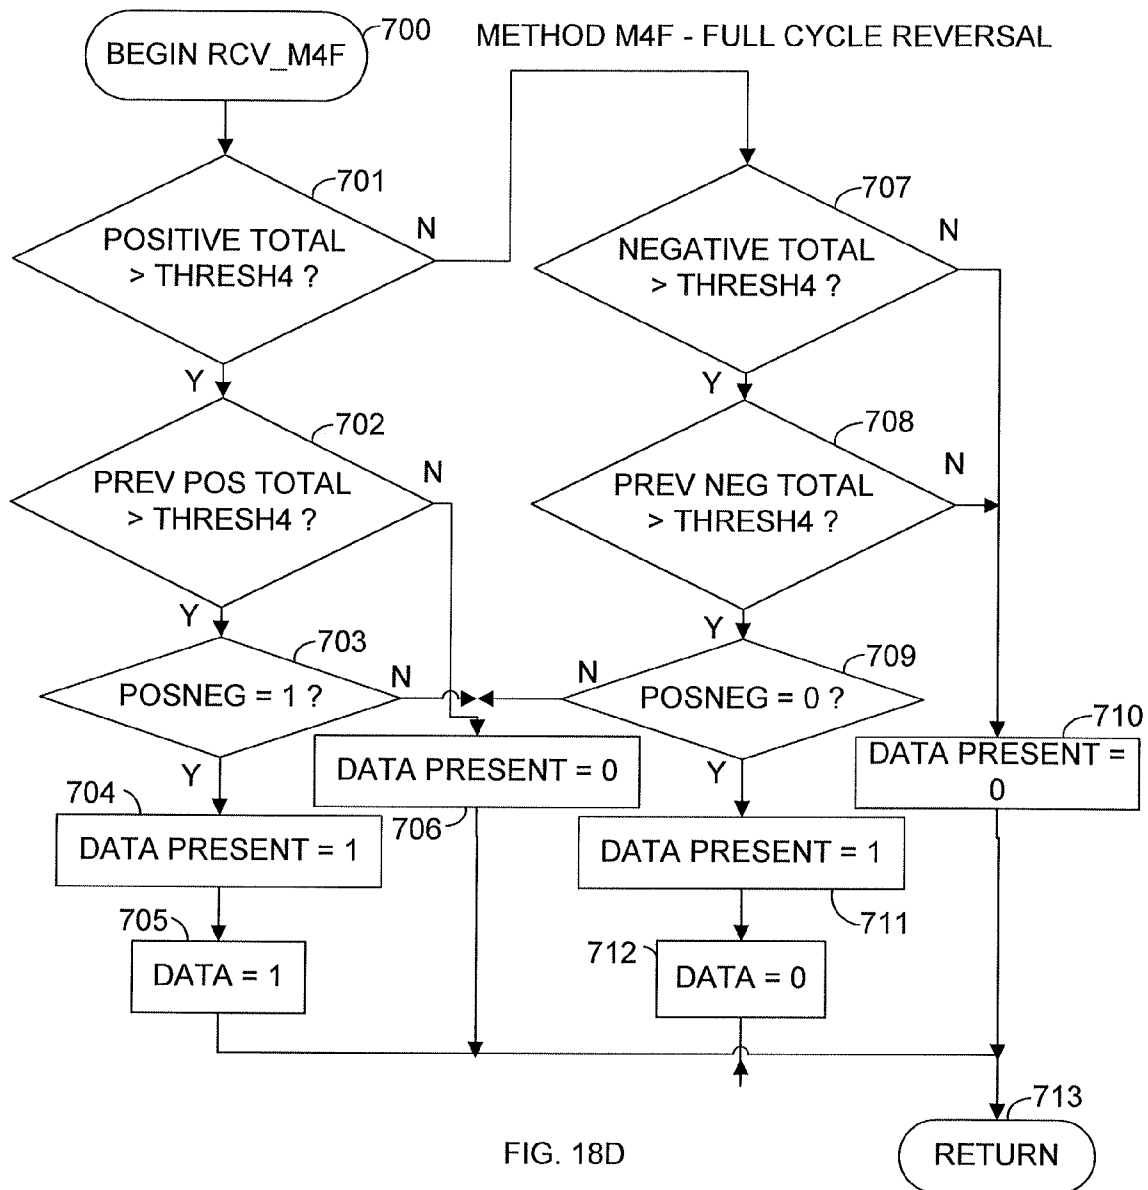 BEGIN RCV_M4F
700
METHOD M4F - FULL CYCLE REVERSAL
701
POSITIVE TOTAL
> THRESH4 ?
N
Y
707
NEGATIVE TOTAL
> THRESH4 ?
N
Y
702
PREV POS TOTAL
> THRESH4 ?
N
Y
708
PREV NEG TOTAL
> THRESH4 ?
N
Y
703
POSNEG = 1 ?
N
Y
709
POSNEG = 0 ?
N
Y
704
DATA PRESENT = 1
DATA PRESENT = 0
706
DATA PRESENT = 1
711
710
DATA PRESENT =
0
705
DATA = 1
712
DATA = 0
713
RETURN
FIG. 18D